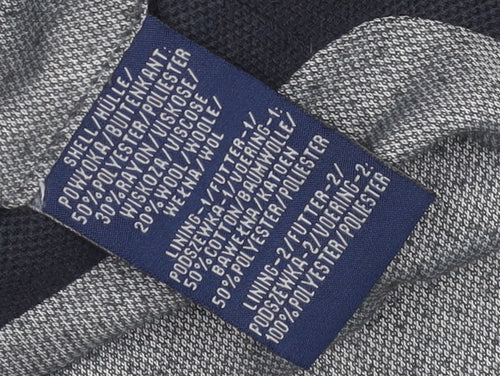 SHELL/HÜLLE/
POWŁOKA/BUITENKANT:
50% POLYESTER/POLIESTER
30% RAYON/VISKOSE/
WISKOZA/VISCOSE
20% WOOL/WOLLE/
WEŁNA/WOL
LINING-1/FUTTER-1/
PODSZEWKA-1/VOERING-1:
50% COTTON/BAUMWOLLE/
BAWEŁNA/KATOEN
50% POLYESTER/POLIESTER
LINING-2/FUTTER-2/
PODSZEWKA-2/VOERING-2:
100% POLYESTER/POLIESTER